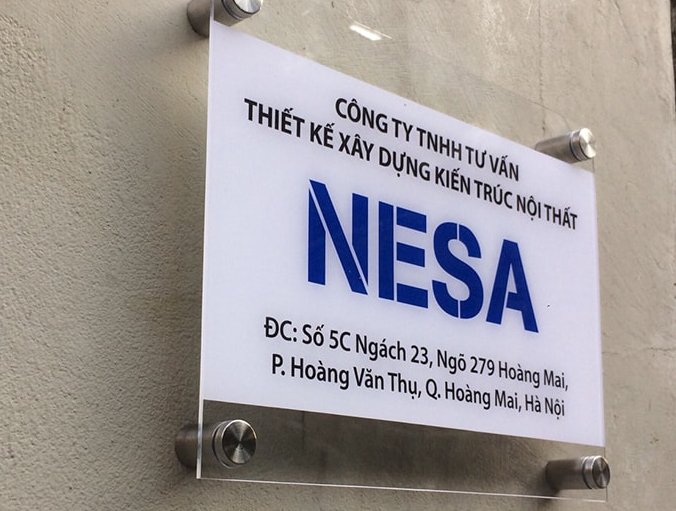 CÔNG TY TNHH TƯ VẤN
THIẾT KẾ XÂY DỰNG KIẾN TRÚC NỘI THẤT
NESA
ĐC: Số 5C Ngách 23, Ngõ 279 Hoàng Mai,
P. Hoàng Văn Thụ, Q. Hoàng Mai, Hà Nội